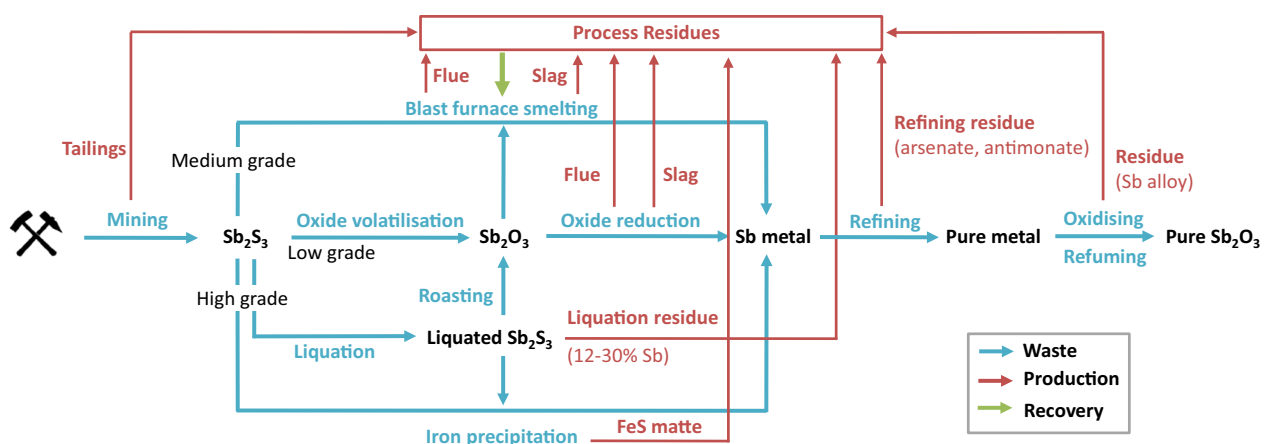 Process Residues
Flue
Slag
Blast furnace smelting
Tailings
Medium grade
Refining residue
(arsenate, antimonate)
Flue
Slag
Residue
(Sb alloy)
Mining
Oxide volatilisation
Oxide reduction
Refining
Oxidising
Sb₂S₃
Low grade
Sb₂O₃
Sb metal
Pure metal
Pure Sb₂O₃
Refuming
High grade
Roasting
Liquation residue
Liquation
Liquated Sb₂S₃
(12-30% Sb)
Waste
Production
Recovery
FeS matte
Iron precipitation